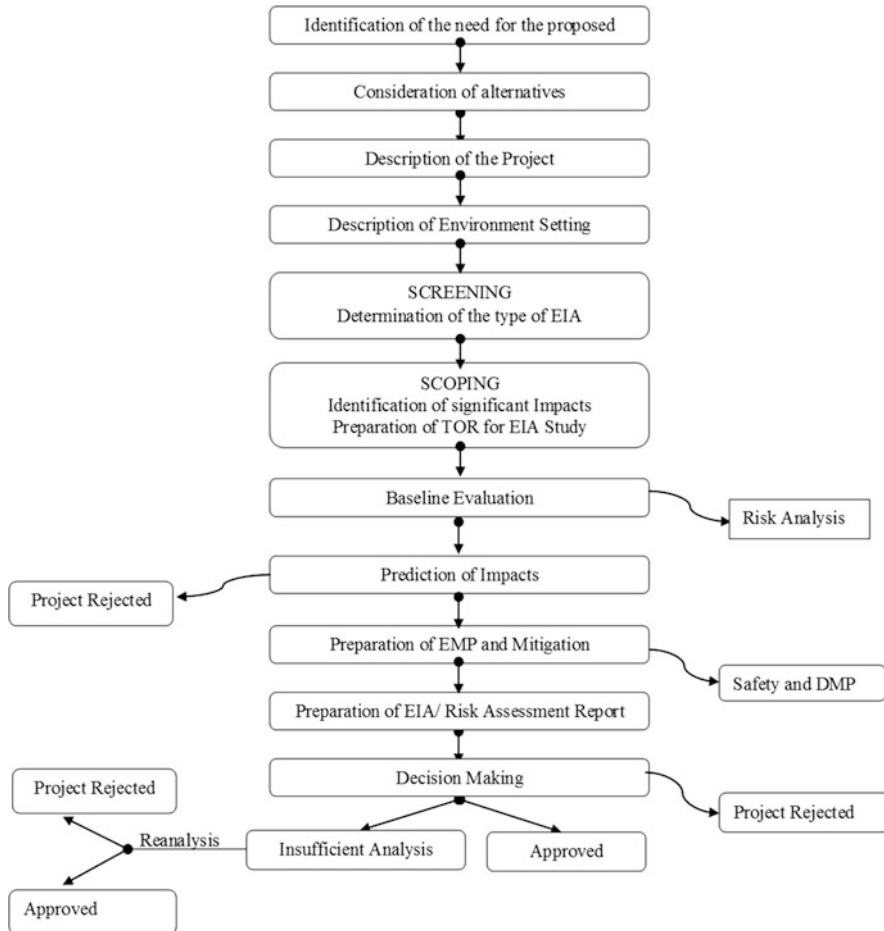 Identification of the need for the proposed
Consideration of alternatives
Description of the Project
Description of Environment Setting
SCREENING
Determination of the type of EIA
SCOPING
Identification of significant Impacts
Preparation of TOR for EIA Study
Baseline Evaluation
Risk Analysis
Prediction of Impacts
Project Rejected
Preparation of EMP and Mitigation
Safety and DMP
Preparation of EIA/ Risk Assessment Report
Decision Making
Project Rejected
Project Rejected
Reanalysis
Insufficient Analysis
Approved
Approved